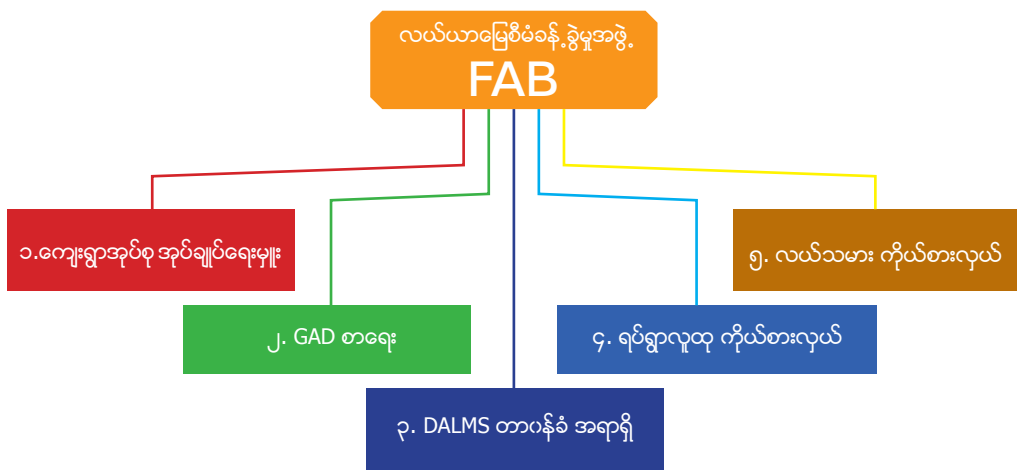 လယ်ယာမြေစီမံခန့်ခွဲမှုအဖွဲ့
FAB
၁.ကျေးရွာအုပ်စု အုပ်ချုပ်ရေးမှူး
၂. GAD စာရေး
၃. DALMS တာဝန်ခံ အရာရှိ
၄. ရပ်ရွာလူထု ကိုယ်စားလှယ်
၅. လယ်သမား ကိုယ်စားလှယ်